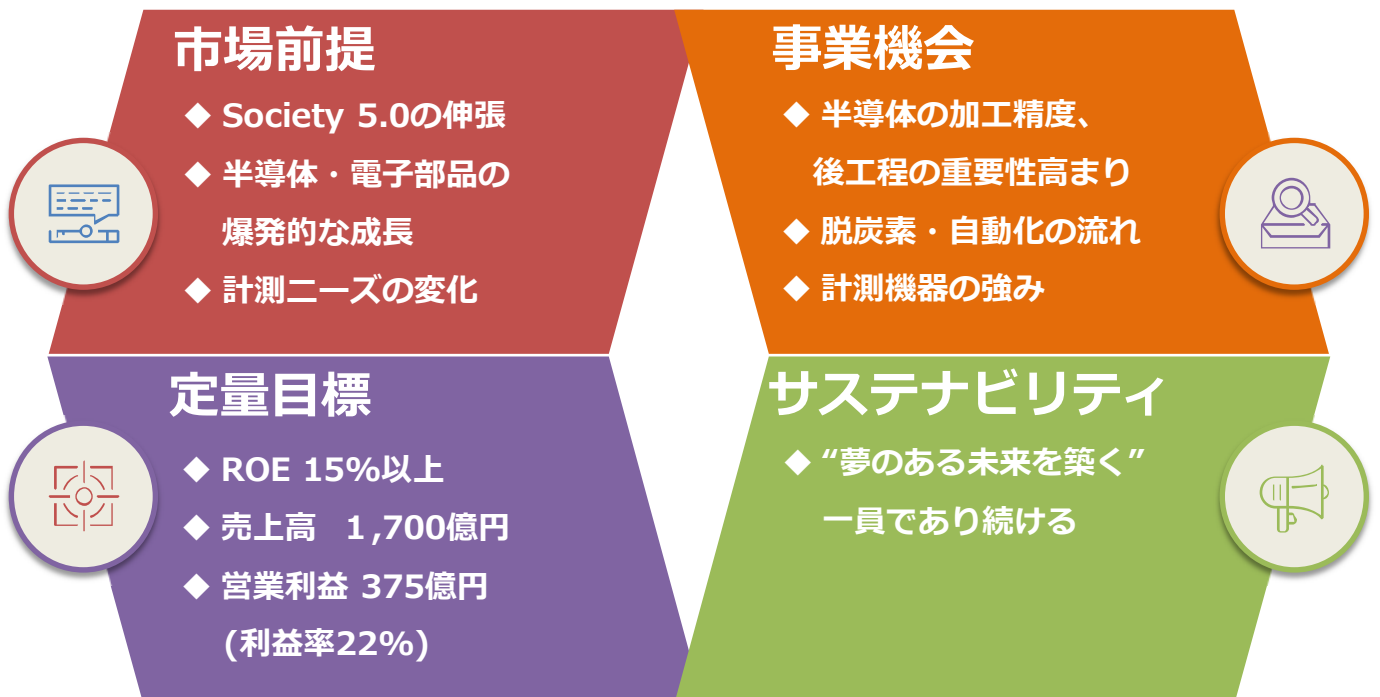 市場前提
◆ Society 5.0の伸張
◆ 半導体・電子部品の
爆発的な成長
◆ 計測ニーズの変化
事業機会
◆ 半導体の加工精度、
後工程の重要性高まり
◆ 脱炭素・自動化の流れ
◆ 計測機器の強み
定量目標
◆ ROE 15%以上
◆ 売上高　１,700億円
◆ 営業利益 375億円
(利益率22%)
サステナビリティ
◆ “夢のある未来を築く”
一員であり続ける